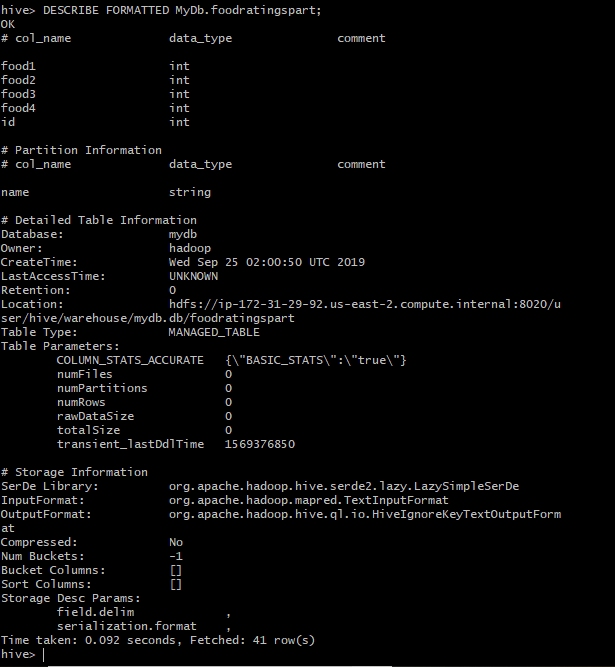 hive> DESCRIBE FORMATTED MyDb.foodratingspart;
OK
# col_name data_type comment
food1 int
food2 int
food3 int
food4 int
id int
# Partition Information
# col_name data_type comment
name string
# Detailed Table Information
Database: mydb
Owner: hadoop
CreateTime: Wed Sep 25 02:00:50 UTC 2019
LastAccessTime: UNKNOWN
Retention: 0
Location: hdfs://ip-172-31-29-92.us-east-2.compute.internal:8020/u
ser/hive/warehouse/mydb.db/foodratingspart
Table Type: MANAGED_TABLE
Table Parameters:
COLUMN_STATS_ACCURATE {\"BASIC_STATS\":\"true\"}
numFiles 0
numPartitions 0
numRows 0
rawDataSize 0
totalSize 0
transient_lastDdlTime 1569376850
# Storage Information
SerDe Library: org.apache.hadoop.hive.serde2.lazy.LazySimpleSerDe
InputFormat: org.apache.hadoop.mapred.TextInputFormat
OutputFormat: org.apache.hadoop.hive.ql.io.HiveIgnoreKeyTextOutputForm
at
Compressed: No
Num Buckets: -1
Bucket Columns: []
Sort Columns: []
Storage Desc Params:
field.delim ,
serialization.format ,
Time taken: 0.092 seconds, Fetched: 41 row(s)
hive>